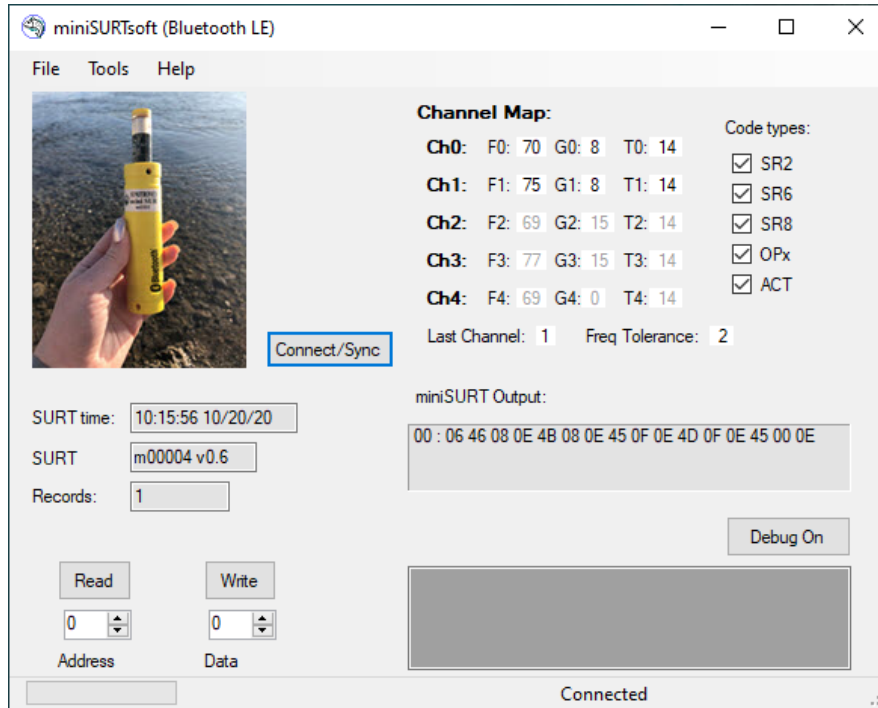 miniSURTsoft (Bluetooth LE)
File Tools Help
Channel Map:
Ch0: F0: 70 G0: 8 T0: 14
Ch1: F1: 75 G1: 8 T1: 14
Ch2: F2: 69 G2: 15 T2: 14
Ch3: F3: 77 G3: 15 T3: 14
Ch4: F4: 69 G4: 0 T4: 14
Last Channel: 1 Freq Tolerance: 2
Code types:
SR2
SR6
SR8
OPx
ACT
Bluetooth
Connect/Sync
SURT time: 10:15:56 10/20/20
SURT m00004 v0.6
Records: 1
miniSURT Output:
00 : 06 46 08 0E 4B 08 0E 45 0F 0E 4D 0F 0E 45 00 0E
Debug On
Read Write
0 0
Address Data
Connected